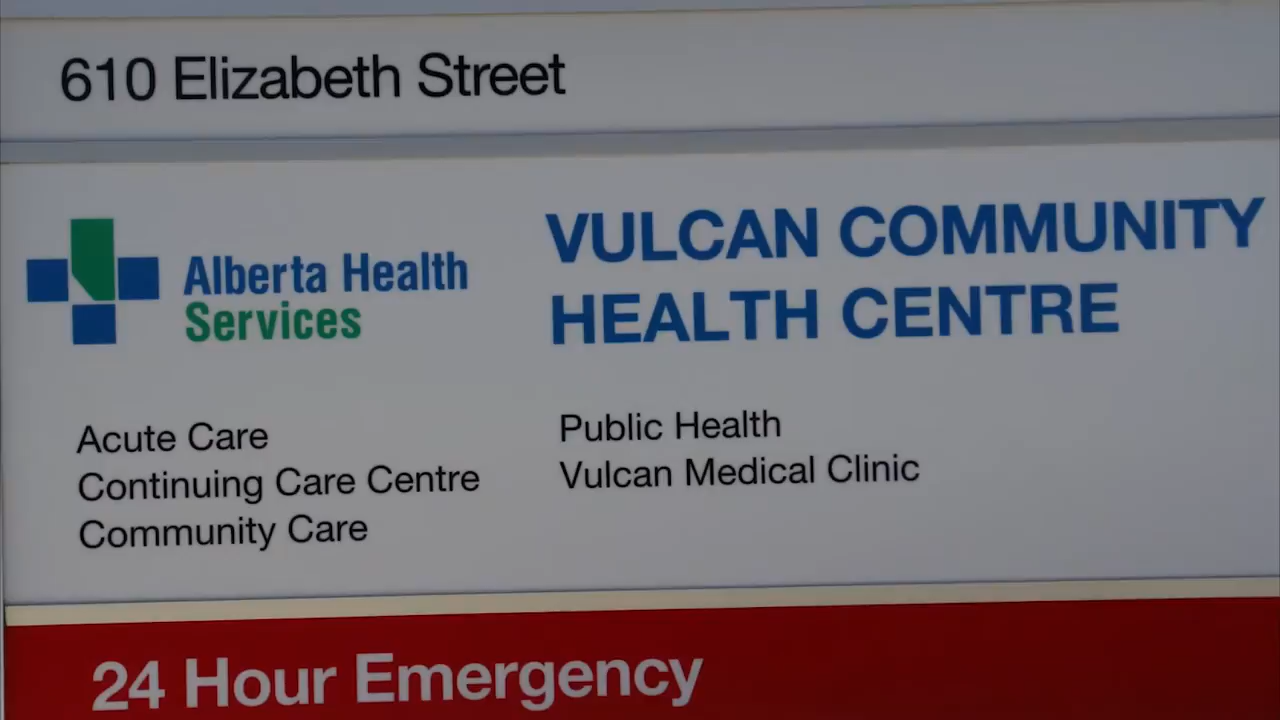 610 Elizabeth Street
Alberta Health
Services
VULCAN COMMUNITY
HEALTH CENTRE
Acute Care
Continuing Care Centre
Community Care
Public Health
Vulcan Medical Clinic
24 Hour Emergency